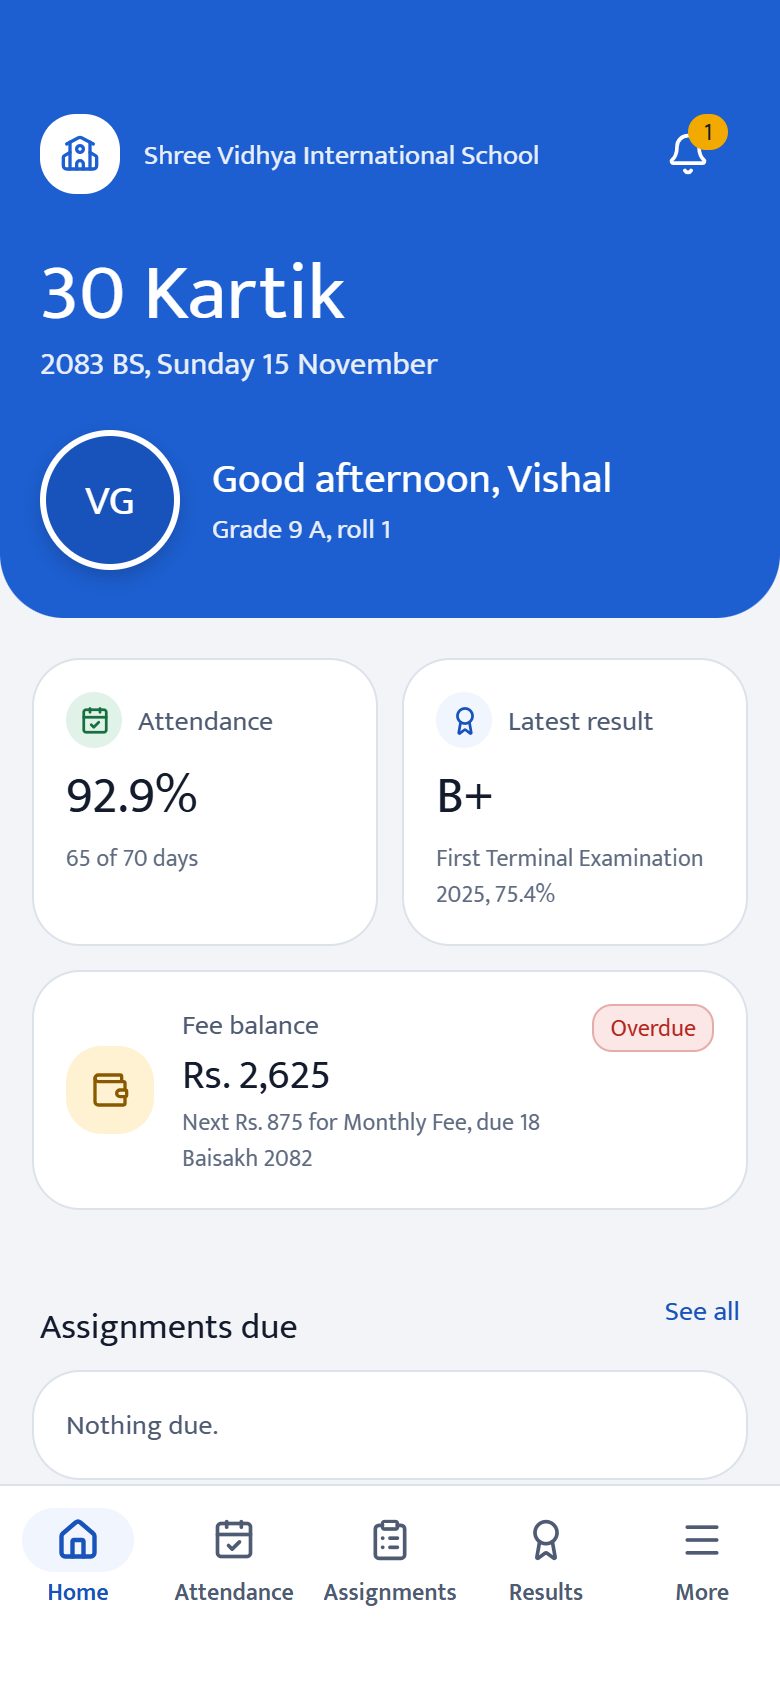 Shree Vidhya International School
1
30 Kartik
2083 BS, Sunday 15 November
VG
Good afternoon, Vishal
Grade 9 A, roll 1
Attendance
92.9%
65 of 70 days
Latest result
B+
First Terminal Examination
2025, 75.4%
Fee balance
Overdue
Rs. 2,625
Next Rs. 875 for Monthly Fee, due 18
Baisakh 2082
Assignments due
See all
Nothing due.
Home
Attendance
Assignments
Results
More